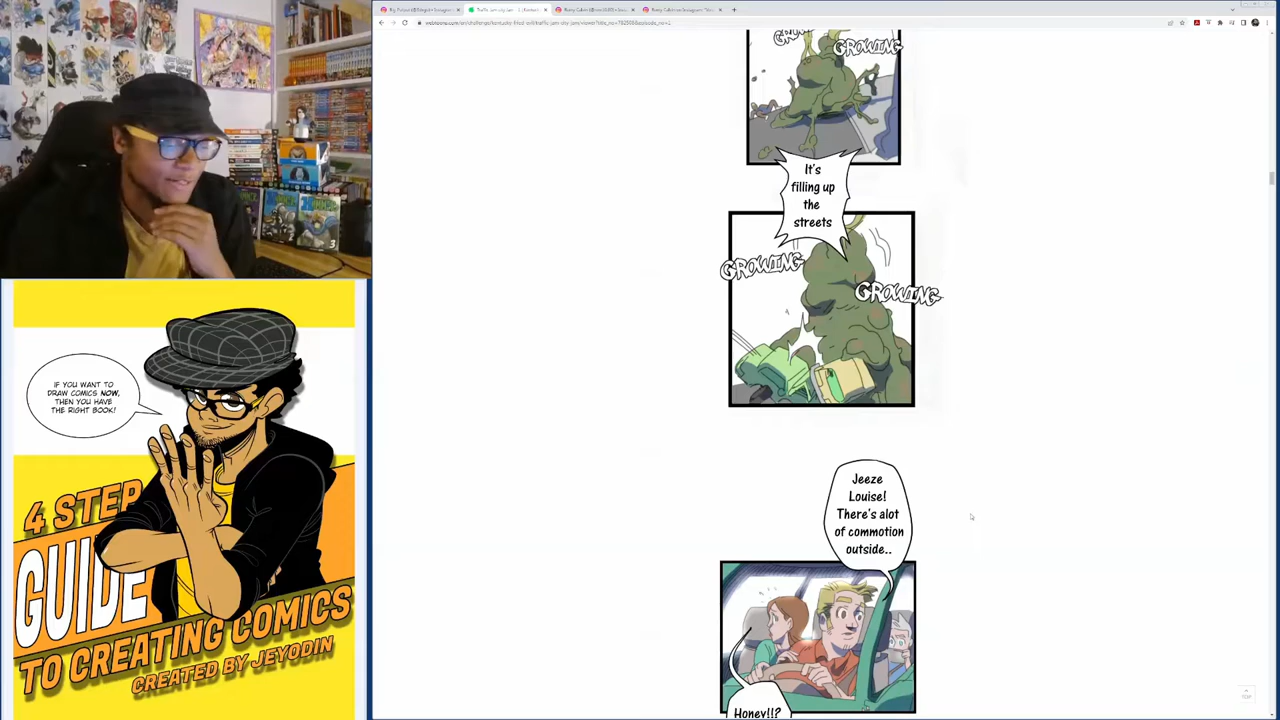 GROWING
It's
filling up
the
streets
GROWING
GROWING
Jeeze
Louise!
There's alot
of commotion
outside..
Honey!!?
IF YOU WANT TO
DRAW COMICS NOW,
THEN YOU HAVE
THE RIGHT BOOK!
4 STEP
GUIDE
TO CREATING COMICS
CREATED BY JEYODIN
3
TOP